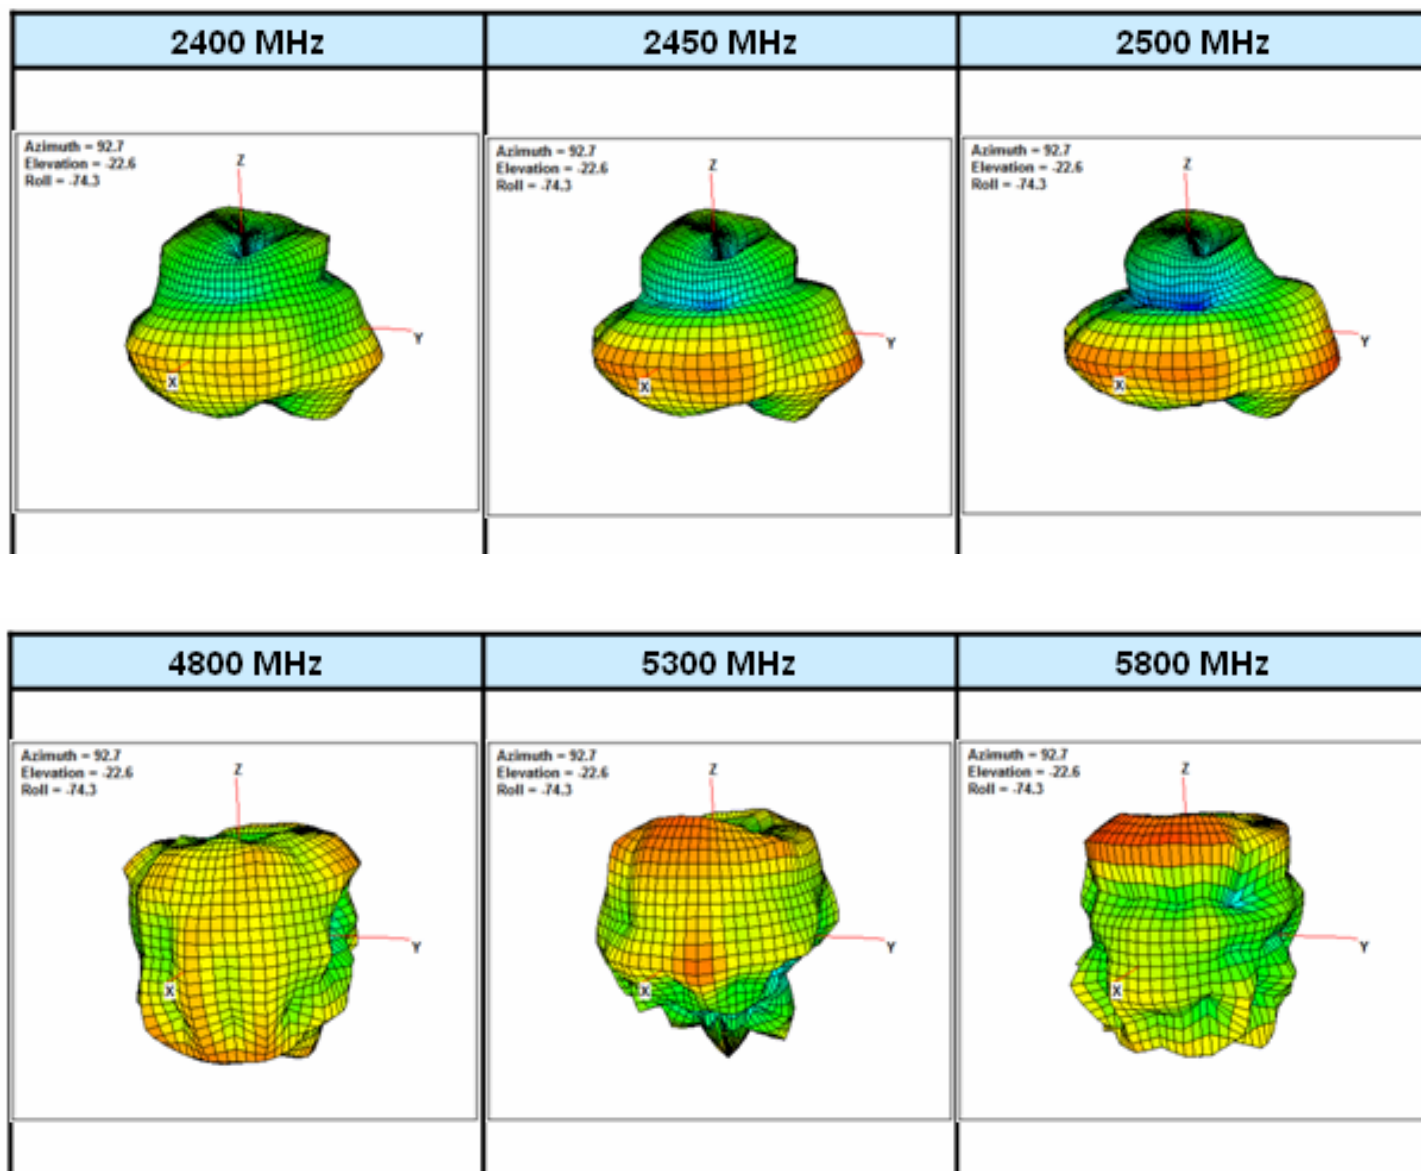 2400 MHz
2450 MHz
2500 MHz
Azimuth = 92.7
Elevation = -22.6
Roll = -74.3
Z
Y
X
Azimuth = 92.7
Elevation = -22.6
Roll = -74.3
Z
Y
X
Azimuth = 92.7
Elevation = -22.6
Roll = -74.3
Z
Y
X
4800 MHz
5300 MHz
5800 MHz
Azimuth = 92.7
Elevation = -22.6
Roll = -74.3
Z
Y
X
Azimuth = 92.7
Elevation = -22.6
Roll = -74.3
Z
Y
X
Azimuth = 92.7
Elevation = -22.6
Roll = -74.3
Z
Y
X